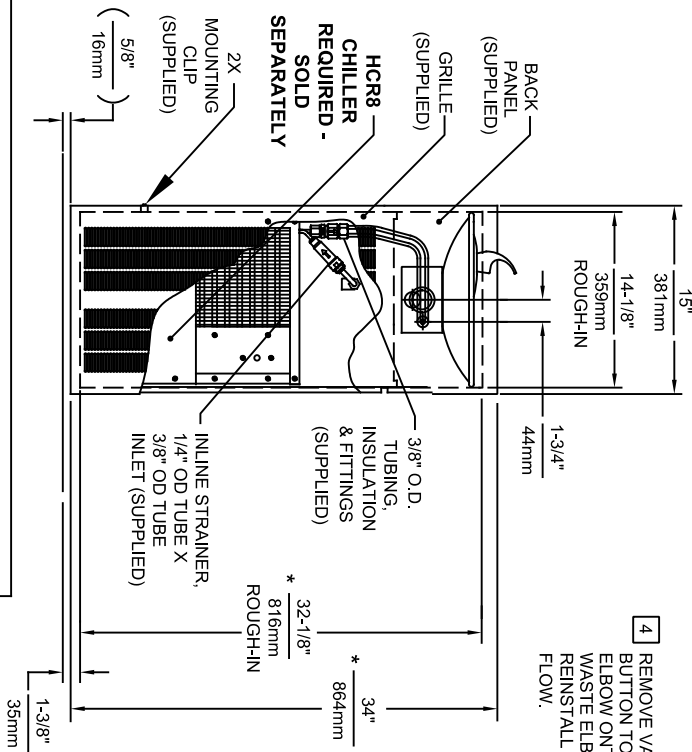 15"
381mm
14-1/8"
359mm
ROUGH-IN
1-3/4"
44mm
BACK
PANEL
(SUPPLIED)
GRILLE
(SUPPLIED)
HCR8
CHILLER
REQUIRED -
SOLD
SEPARATELY
2X
MOUNTING
CLIP
(SUPPLIED)
( 5/8" )
16mm
3/8" O.D.
TUBING,
INSULATION
& FITTINGS
(SUPPLIED)
INLINE STRAINER,
1/4" OD TUBE X
3/8" OD TUBE
INLET (SUPPLIED)
* 32-1/8"
816mm
ROUGH-IN
* 34"
864mm
1-3/8"
35mm
4 REMOVE VA
BUTTON TO
ELBOW ONT
WASTE ELB
REINSTALL
FLOW.